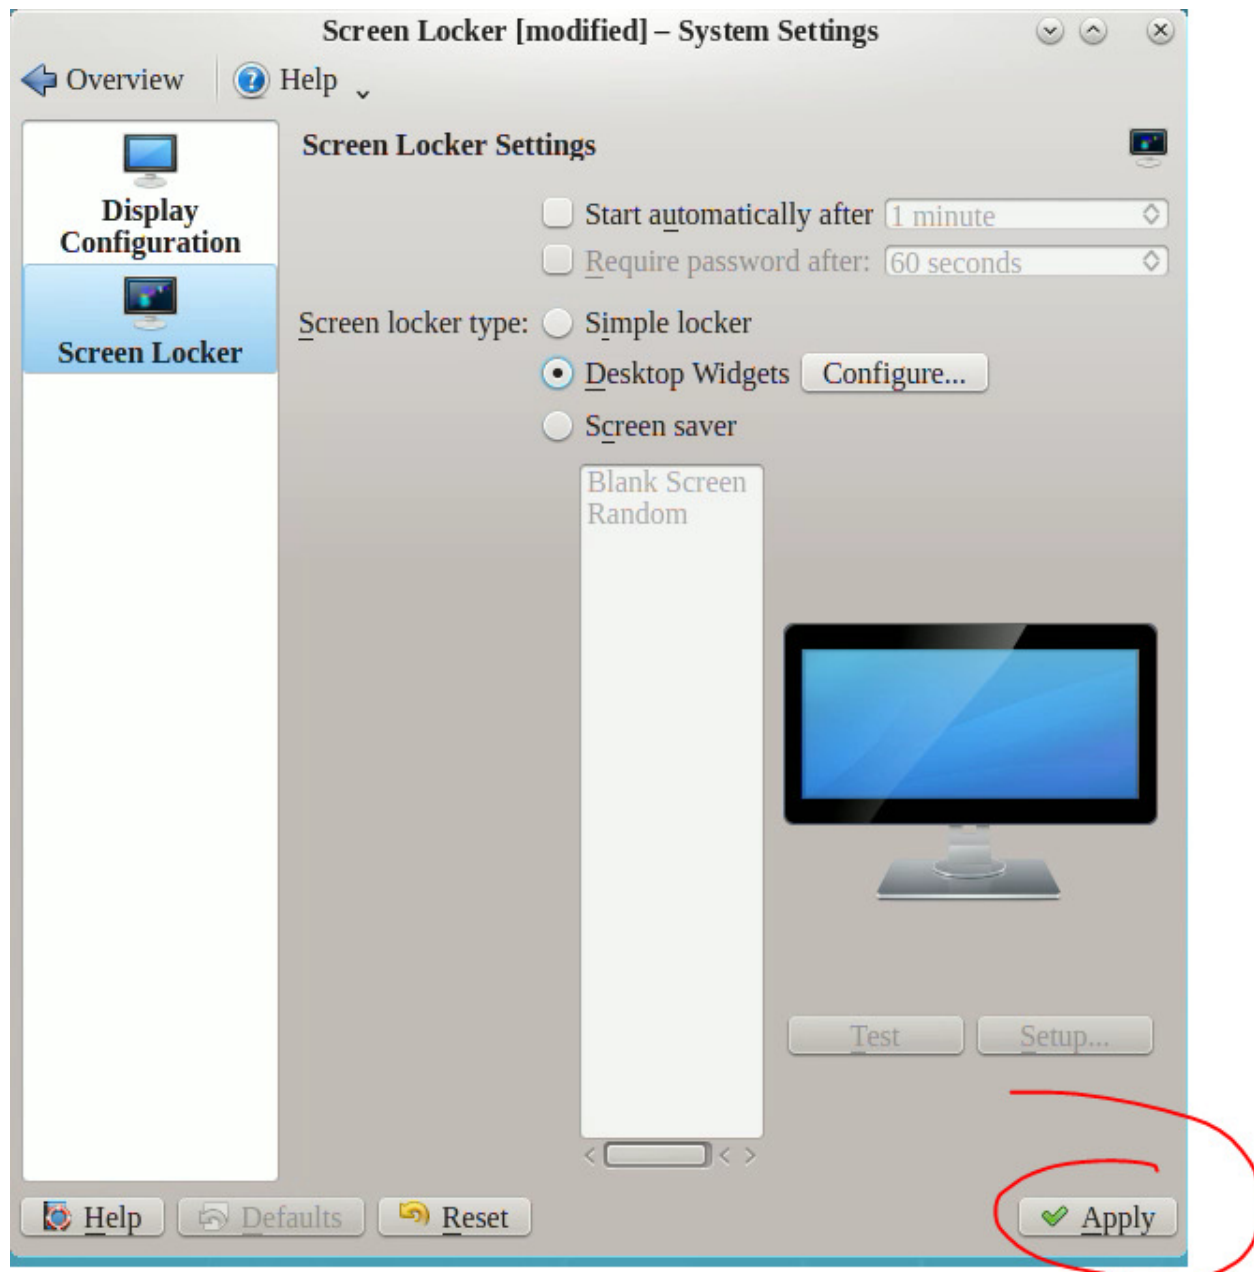 Screen Locker [modified] – System Settings
Overview Help
Screen Locker Settings
Display
Configuration
Screen Locker
Start automatically after 1 minute
Require password after: 60 seconds
Screen locker type: Simple locker
Desktop Widgets Configure...
Screen saver
Blank Screen
Random
Test Setup...
Help Defaults Reset Apply